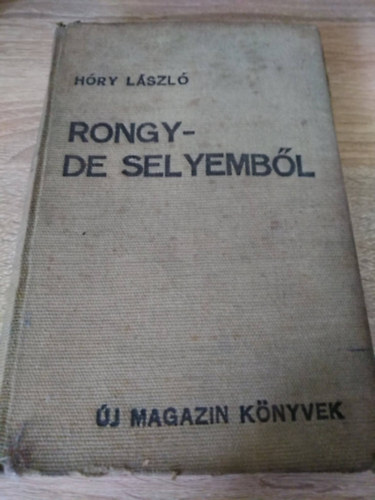 HÓRY LÁSZLÓ
RONGY-
DE SELYEMBŐL
ÚJ MAGAZIN KÖNYVEK